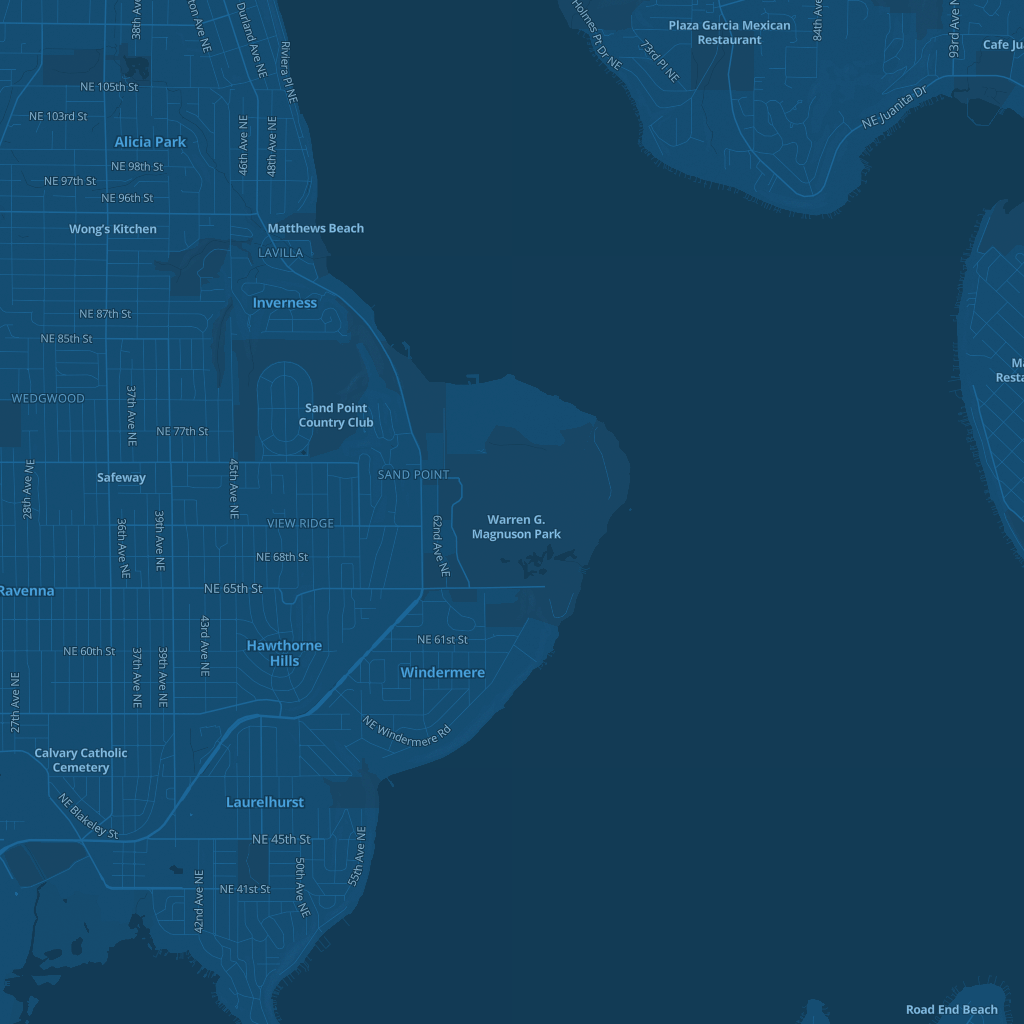 38th Ave
ton Ave NE
Durland Ave NE
Riviera Pl NE
Holmes Pt Dr NE
73rd Pl NE
Plaza Garcia Mexican
Restaurant
84th Ave
93rd Ave N
Cafe Jua
NE Juanita Dr
NE 105th St
NE 103rd St
Alicia Park
46th Ave NE
48th Ave NE
NE 98th St
NE 97th St
NE 96th St
Wong's Kitchen
Matthews Beach
LAVILLA
Inverness
NE 87th St
NE 85th St
Ma
Resta
WEDGWOOD
37th Ave NE
Sand Point
Country Club
NE 77th St
SAND POINT
Safeway
28th Ave NE
45th Ave NE
36th Ave NE
39th Ave NE
VIEW RIDGE
62nd Ave NE
Warren G.
Magnuson Park
NE 68th St
NE 65th St
Ravenna
43rd Ave NE
NE 61st St
Hawthorne
Hills
NE 60th St
37th Ave NE
39th Ave NE
Windermere
27th Ave NE
NE Windermere Rd
Calvary Catholic
Cemetery
NE Blakeley St
Laurelhurst
NE 45th St
55th Ave NE
42nd Ave NE
NE 41st St
50th Ave NE
Road End Beach